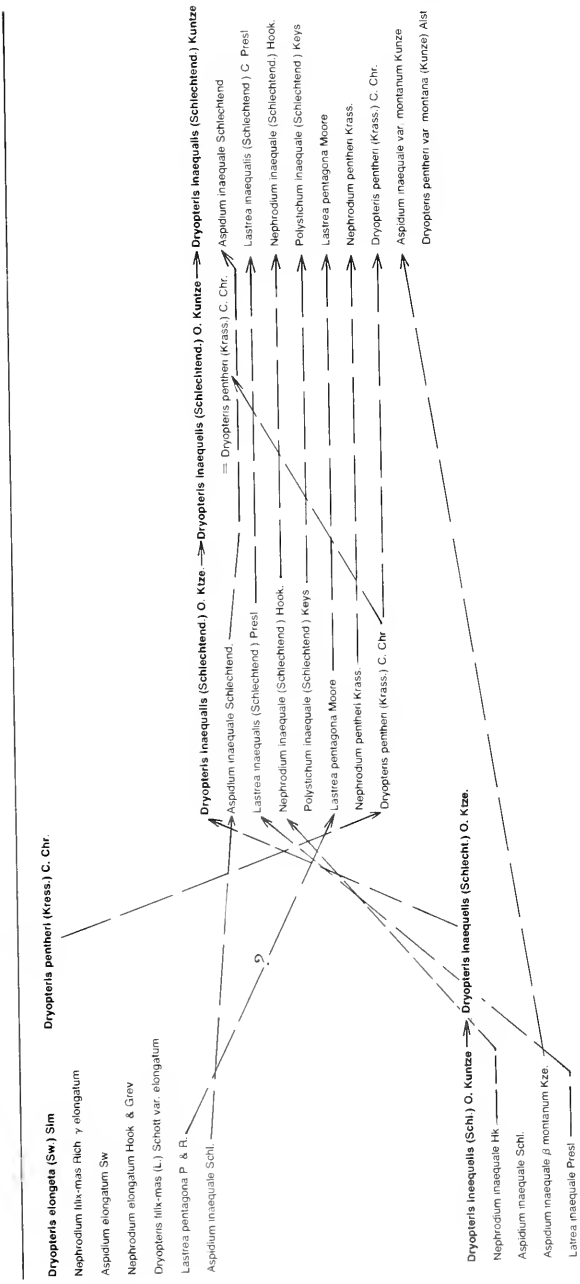 Dryopteris elongeta (Sw.) Sim
Nephrodium filix-mas Rich γ elongatum
Aspidium elongatum Sw
Nephrodium elongatum Hook & Grev
Dryopteris filix-mas (L.) Schott var. elongatum
Lastrea pentagona P & R.
Aspidium inaequale Schl.
Dryopteris pentheri (Kress.) C. Chr.
?
Dryopteris ineequelis (Schl.) O. Kuntze
Dryopteris inaequelis (Schlecht.) O. Ktze.
Nephrodium inaequale Hk
Aspidium inaequale Schl.
Aspidium inaequale β montanum Kze.
Latrea inaequale Presl
Dryopteris inaequalis (Schlechtend.) O. Ktze.
Aspidium inaequale Schlechtend.
Lastrea inaequalis (Schlechtend ) Presl
Nephrodium inaequale (Schlechtend ) Hook.
Polystichum inaequale (Schlechtend ) Keys
Lastrea pentagona Moore
Nephrodium pentheri Krass.
Dryopteris pentheri (Krass.) C. Chr
Dryopteris inaequalis (Schlechtend.) O. Kuntze
= Dryopteris pentheri (Krass.) C. Chr.
Dryopteris inaequalis (Schlechtend.) Kuntze
Aspidium inaequale Schlechtend
Lastrea inaequalis (Schlechtend ) C Presl
Nephrodium inaequale (Schlechtend.) Hook.
Polystichum inaequale (Schlechtend ) Keys
Lastrea pentagona Moore
Nephrodium pentheri Krass.
Dryopteris pentheri (Krass.) C. Chr.
Aspidium inaequale var. montanum Kunze
Dryopteris pentheri var montana (Kunze) Alst